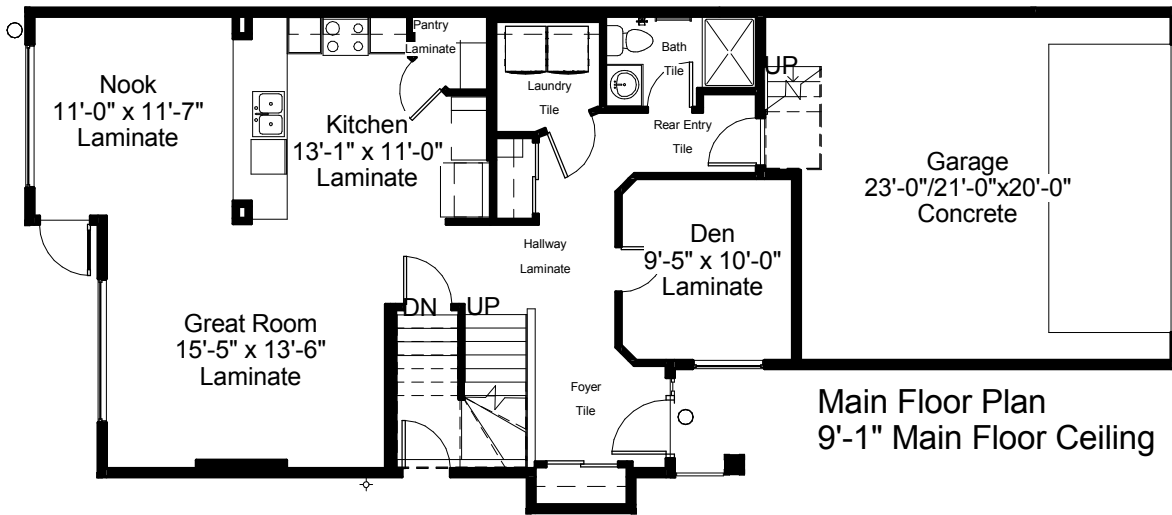 Nook
11'-0" x 11'-7"
Laminate
Pantry
Laminate
Kitchen
13'-1" x 11'-0"
Laminate
Laundry
Tile
Bath
Tile
UP
Rear Entry
Tile
Garage
23'-0"/21'-0"x20'-0"
Concrete
Hallway
Laminate
Den
9'-5" x 10'-0"
Laminate
DN
UP
Great Room
15'-5" x 13'-6"
Laminate
Foyer
Tile
Main Floor Plan
9'-1" Main Floor Ceiling